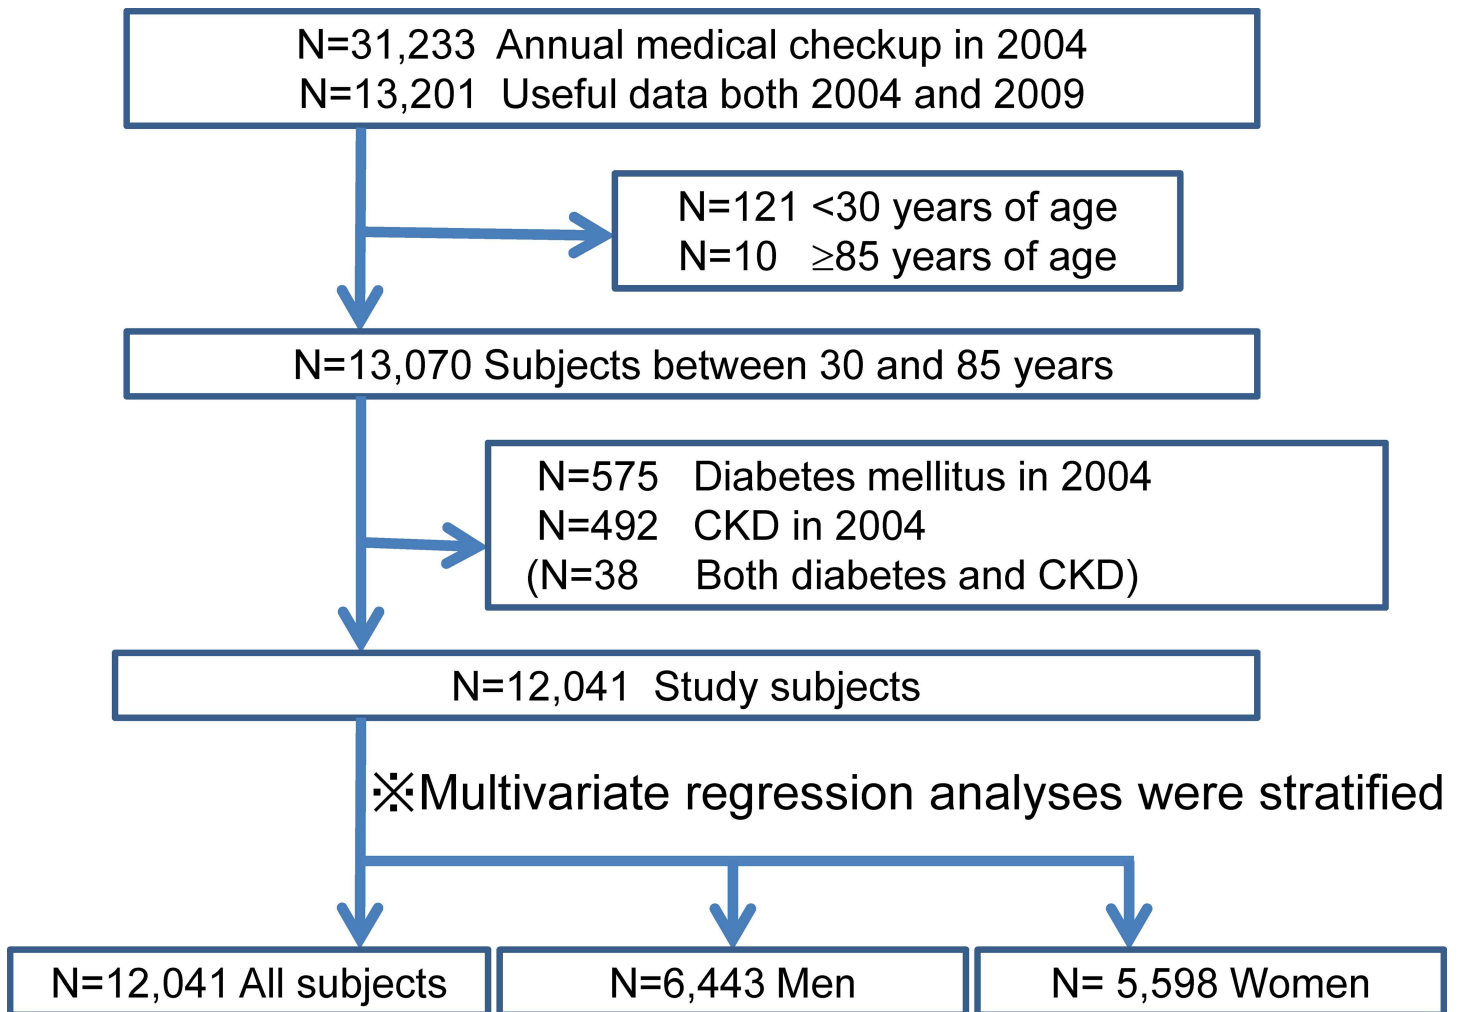 N=31,233 Annual medical checkup in 2004
N=13,201 Useful data both 2004 and 2009
N=121 <30 years of age
N=10 ≥85 years of age
N=13,070 Subjects between 30 and 85 years
N=575 Diabetes mellitus in 2004
N=492 CKD in 2004
(N=38 Both diabetes and CKD)
N=12,041 Study subjects
※Multivariate regression analyses were stratified
N=12,041 All subjects
N=6,443 Men
N= 5,598 Women